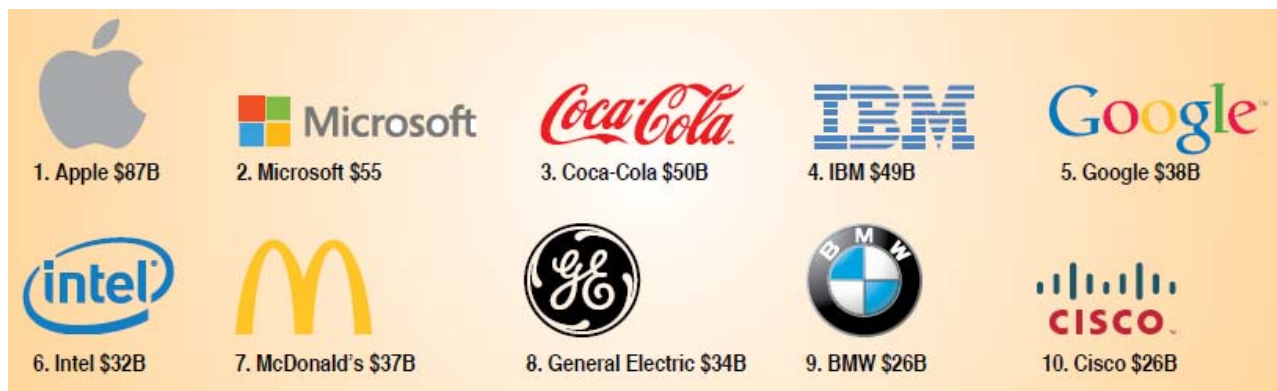 Microsoft
Coca-Cola
IBM
Google™
1. Apple $87B
2. Microsoft $55
3. Coca-Cola $50B
4. IBM $49B
5. Google $38B
intel
GE
BMW
CISCO
6. Intel $32B
7. McDonald's $37B
8. General Electric $34B
9. BMW $26B
10. Cisco $26B